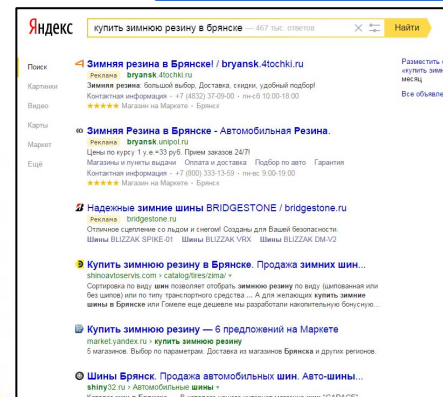 Яндекс
купить зимнюю резину в брянске — 467 тыс. ответов
Найти
Поиск
Картинки
Видео
Карты
Маркет
Ещё
Зимняя резина в Брянске! / bryansk.4tochki.ru
Реклама bryansk.4tochki.ru
Зимняя резина: большой выбор, Доставка, скидки, удобный подбор!
Контактная информация · +7 (4832) 37-09-00 · пн-сб 10:00-18:00
★★★★★ Магазин на Маркете · Брянск
Зимняя Резина в Брянске - Автомобильная Резина.
Реклама bryansk.unipol.ru
Цены по курсу 1 у.е.=33 руб. Прием заказов 24/7!
Магазины и пункты выдачи Оплата и доставка Подбор по авто Гарантия
Контактная информация · +7 (800) 333-13-59 · пн-вс 9:00-19:00
★★★★★ Магазин на Маркете · Брянск
Надежные зимние шины BRIDGESTONE / bridgestone.ru
Реклама bridgestone.ru
Отличное сцепление со льдом и снегом! Созданы для Вашей безопасности.
Шины BLIZZAK SPIKE-01 Шины BLIZZAK VRX Шины BLIZZAK DM-V2
Купить зимнюю резину в Брянске. Продажа зимних шин...
shinoavtoservis.com › catalog/tires/zima/
Сортировка по виду шин позволяет отобрать зимнюю резину по виду (шипованная или
без шипов) или по типу транспортного средства ... А для желающих купить зимние
шины в Брянске или Гомеле еще дешевле мы разработали накопительную бонусную...
Купить зимнюю резину — 6 предложений на Маркете
market.yandex.ru › купить зимнюю резину
5 магазинов. Выбор по параметрам. Доставка из магазинов Брянска и других регионов.
Шины Брянск. Продажа автомобильных шин. Авто-шины...
shiny32.ru › Автомобильные шины
Разместить
«купить зим
месяц
Все объявле